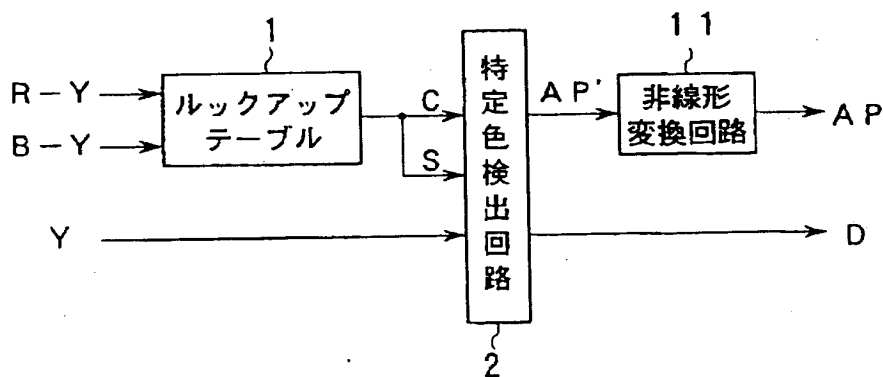 1
R-Y
B-Y
ルックアップ
テーブル
C
S
Y
特定色検出回路
2
AP'
11
非線形
変換回路
AP
D